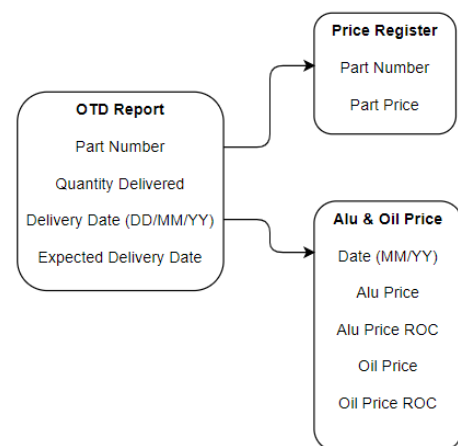 Price Register
Part Number
Part Price
OTD Report
Part Number
Quantity Delivered
Delivery Date (DD/MM/YY)
Expected Delivery Date
Alu & Oil Price
Date (MM/YY)
Alu Price
Alu Price ROC
Oil Price
Oil Price ROC